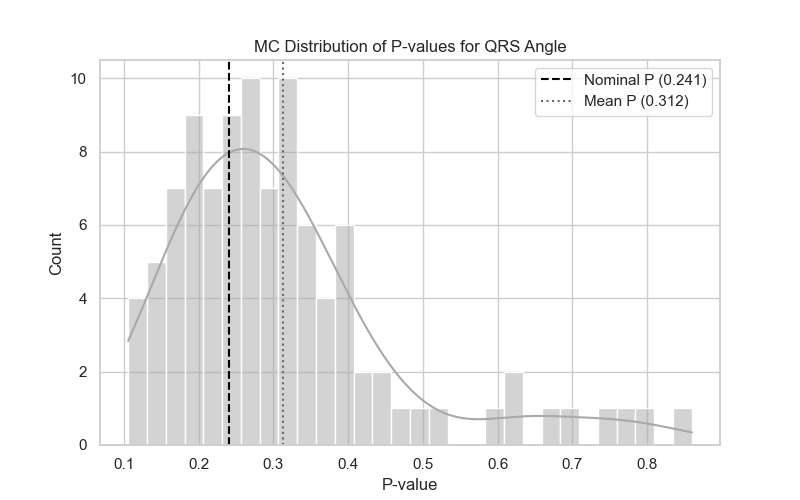 MC Distribution of P-values for QRS Angle
Nominal P (0.241)
Mean P (0.312)
Count
10
8
6
4
2
0
0.1 0.2 0.3 0.4 0.5 0.6 0.7 0.8
P-value